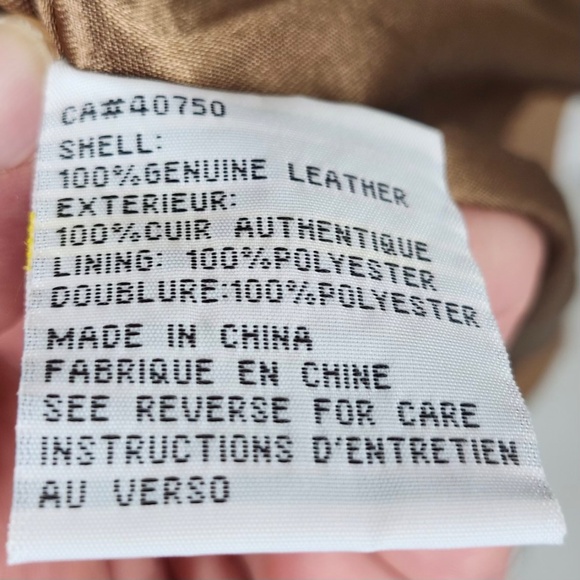 CA#40750
SHELL:
100%GENUINE LEATHER
EXTERIEUR:
100%CUIR AUTHENTIQUE
LINING: 100%POLYESTER
DOUBLURE:100%POLYESTER
MADE IN CHINA
FABRIQUE EN CHINE
SEE REVERSE FOR CARE
INSTRUCTIONS D'ENTRETIEN
AU VERSO